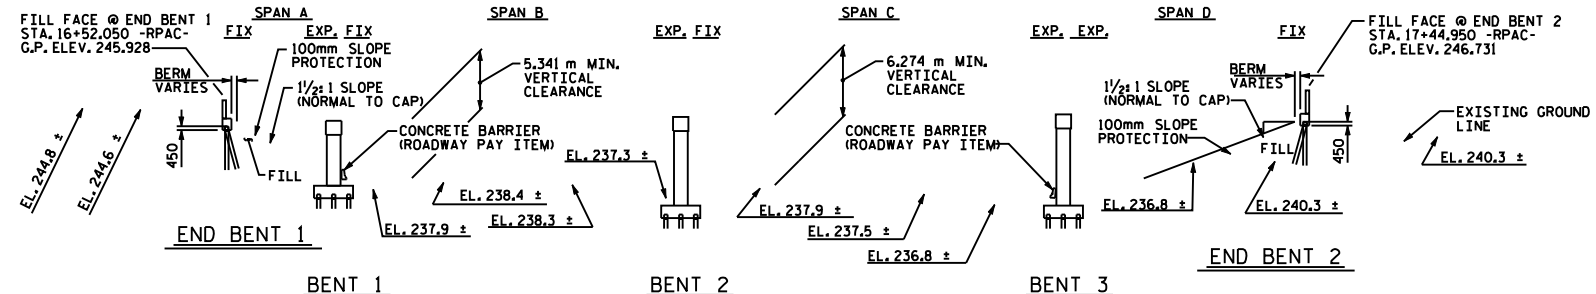 FILL FACE @ END BENT 1
STA. 16+52.050 -RPAC-
G.P. ELEV. 245.928
SPAN A
FIX
EXP. FIX
100mm SLOPE
PROTECTION
BERM
VARIES
1½: 1 SLOPE
(NORMAL TO CAP)
EL. 244.8 ±
EL. 244.6 ±
450
FILL
END BENT 1
CONCRETE BARRIER
(ROADWAY PAY ITEM)
EL. 237.9 ±
BENT 1
SPAN B
5.341 m MIN.
VERTICAL
CLEARANCE
EL. 238.4 ±
EL. 238.3 ±
EXP. FIX
EL. 237.3 ±
BENT 2
SPAN C
6.274 m MIN.
VERTICAL
CLEARANCE
CONCRETE BARRIER
(ROADWAY PAY ITEM)
EL. 237.9 ±
EL. 237.5 ±
EL. 236.8 ±
EXP. EXP.
BENT 3
SPAN D
FIX
FILL FACE @ END BENT 2
STA. 17+44.950 -RPAC-
G.P. ELEV. 246.731
BERM
VARIES
1½: 1 SLOPE
(NORMAL TO CAP)
100mm SLOPE
PROTECTION
FILL
450
EXISTING GROUND
LINE
EL. 240.3 ±
EL. 236.8 ±
EL. 240.3 ±
END BENT 2